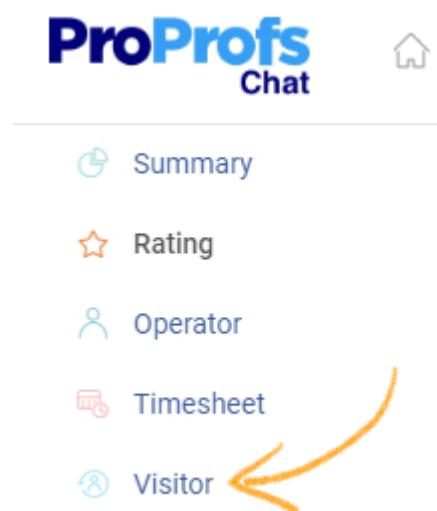 ProProfs
Chat
Summary
Rating
Operator
Timesheet
Visitor